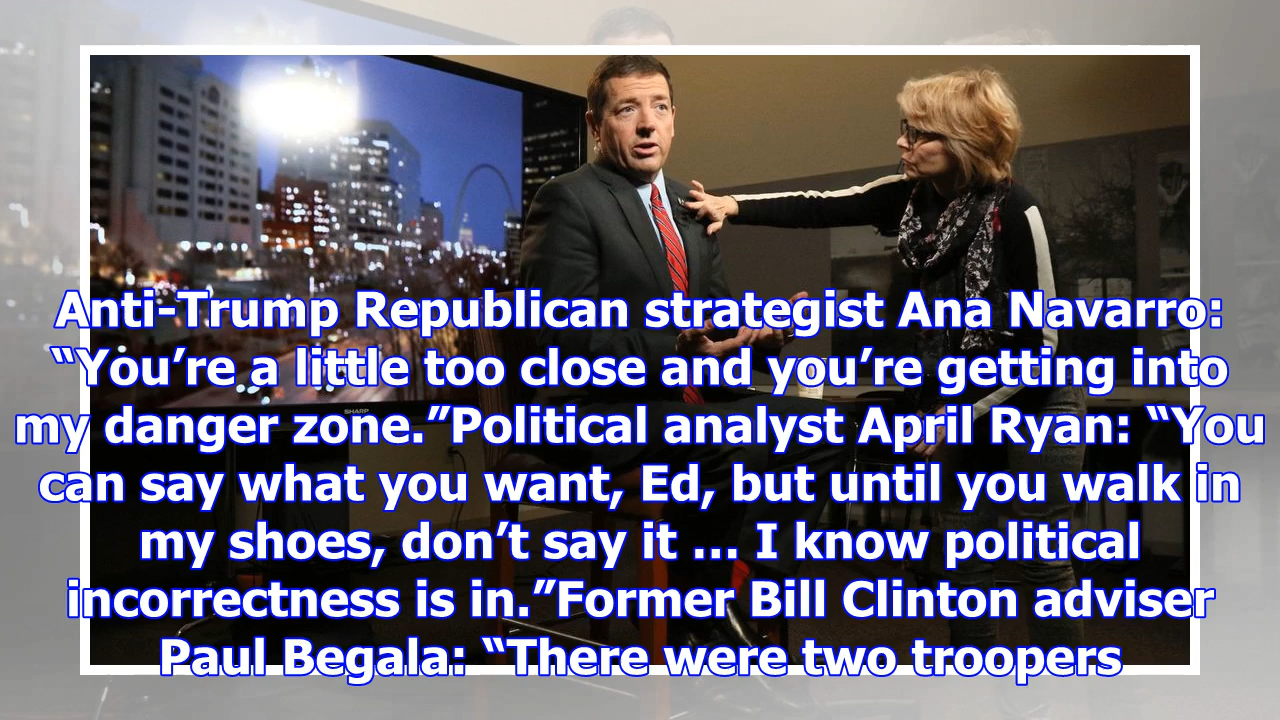 SHARP
Anti-Trump Republican strategist Ana Navarro:
“You’re a little too close and you’re getting into
my danger zone.”Political analyst April Ryan: “You
can say what you want, Ed, but until you walk in
my shoes, don’t say it ... I know political
incorrectness is in.”Former Bill Clinton adviser
Paul Begala: “There were two troopers